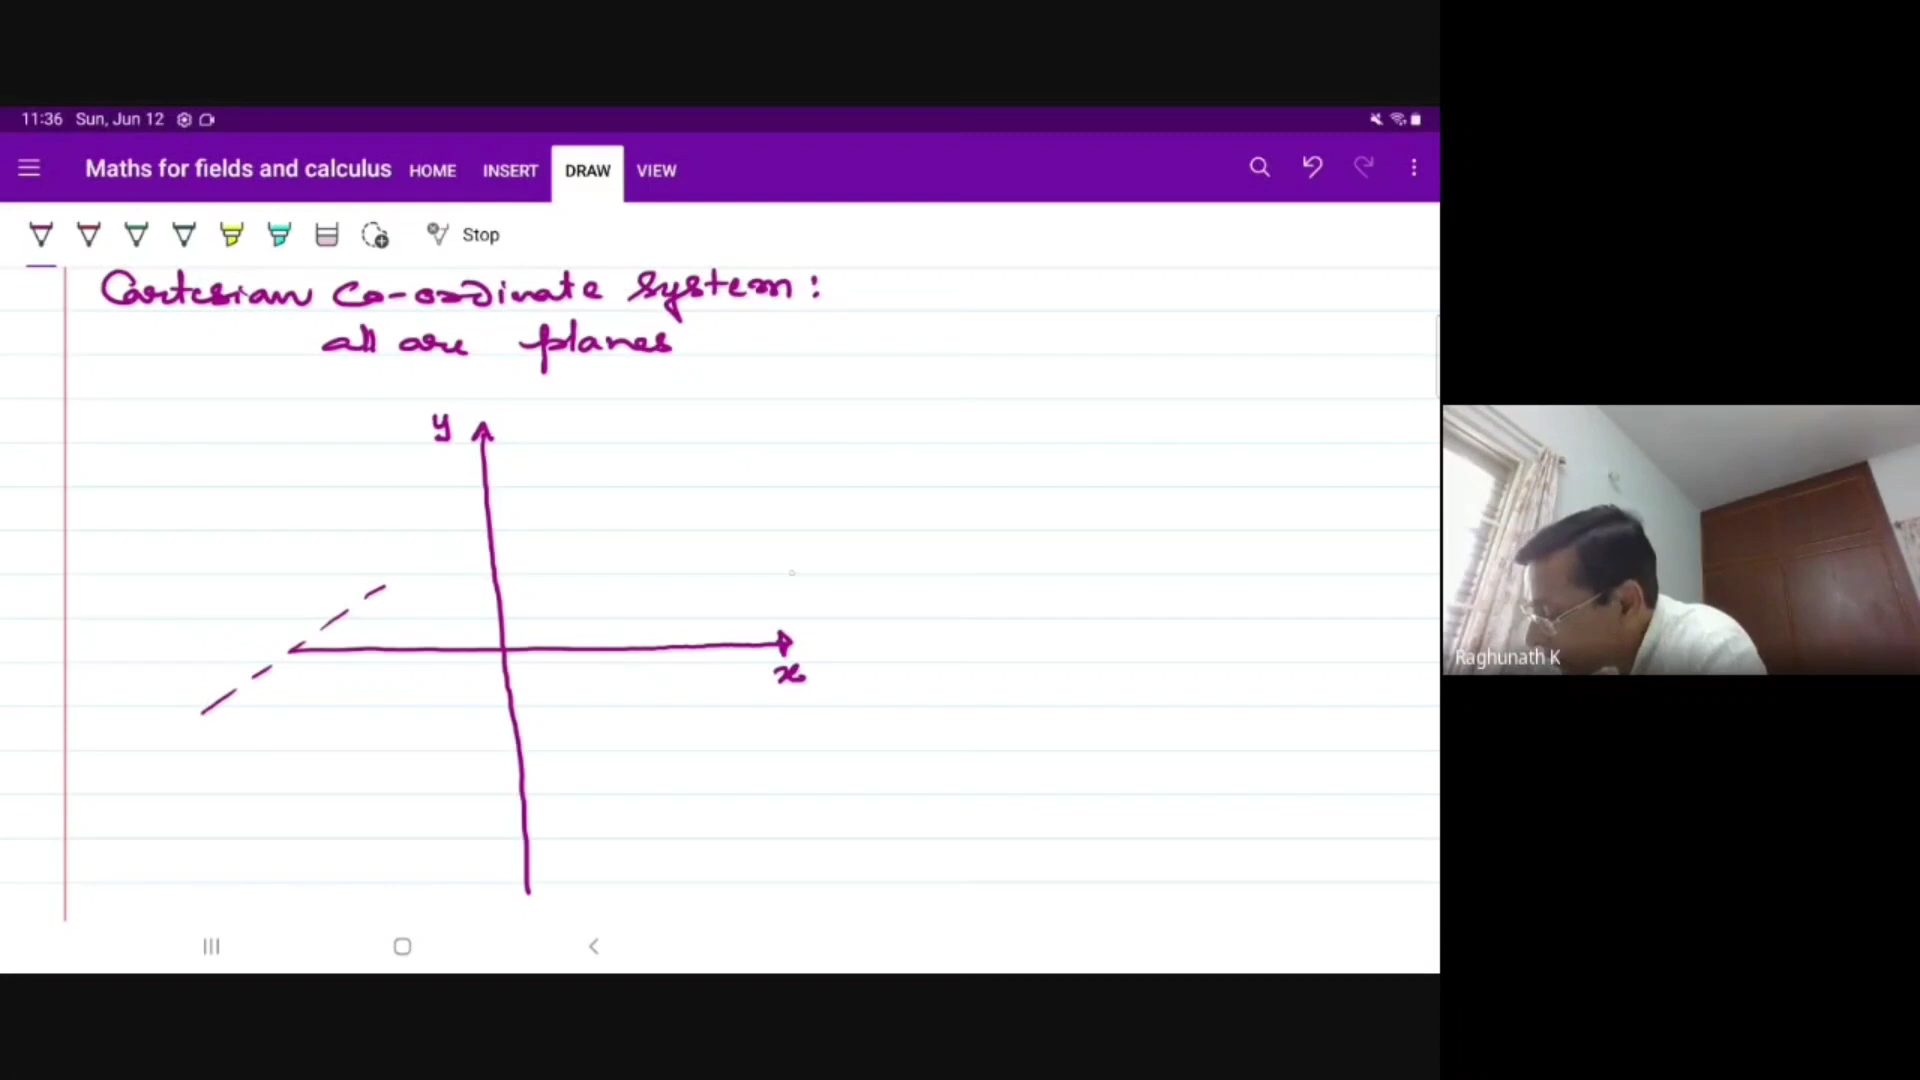 11:36 Sun, Jun 12
Maths for fields and calculus HOME INSERT DRAW VIEW
Stop
Cartesian Co-ordinate System:
all are planes
y
x
Raghunath K